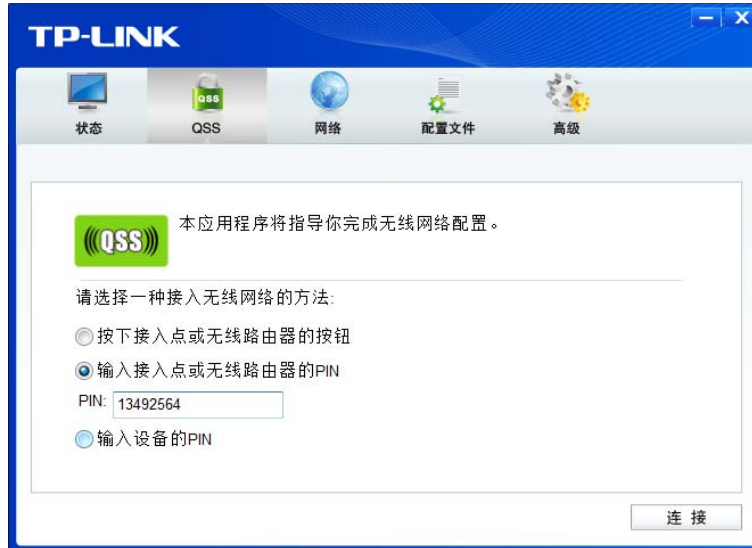 TP-LINK
QSS
状态
QSS
网络
配置文件
高级
QSS
本应用程序将指导你完成无线网络配置。
请选择一种接入无线网络的方法:
按下接入点或无线路由器的按钮
输入接入点或无线路由器的PIN
PIN: 13492564
输入设备的PIN
连 接